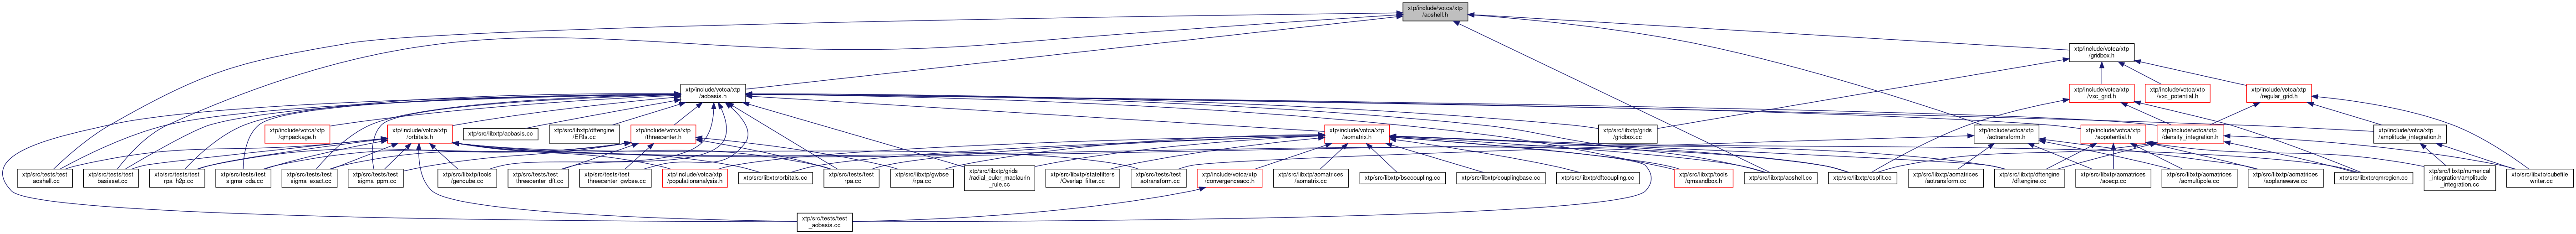 xtp/include/votca/xtp
/aoshell.h
xtp/include/votca/xtp
/gridbox.h
xtp/include/votca/xtp
/aobasis.h
xtp/include/votca/xtp
/vxc_grid.h
xtp/include/votca/xtp
/vxc_potential.h
xtp/include/votca/xtp
/regular_grid.h
xtp/include/votca/xtp
/qmpackage.h
xtp/include/votca/xtp
/orbitals.h
xtp/src/libxtp/aobasis.cc
xtp/src/libxtp/dftengine
/ERIs.cc
xtp/include/votca/xtp
/threecenter.h
xtp/include/votca/xtp
/aomatrix.h
xtp/src/libxtp/grids
/gridbox.cc
xtp/include/votca/xtp
/aotransform.h
xtp/include/votca/xtp
/aopotential.h
xtp/include/votca/xtp
/density_integration.h
xtp/include/votca/xtp
/amplitude_integration.h
xtp/src/tests/test
_aoshell.cc
xtp/src/tests/test
_basisset.cc
xtp/src/tests/test
_rpa_h2p.cc
xtp/src/tests/test
_sigma_cda.cc
xtp/src/tests/test
_sigma_exact.cc
xtp/src/tests/test
_sigma_ppm.cc
xtp/src/libxtp/tools
/gencube.cc
xtp/src/tests/test
_threecenter_dft.cc
xtp/src/tests/test
_threecenter_gwbse.cc
xtp/include/votca/xtp
/populationanalysis.h
xtp/src/libxtp/orbitals.cc
xtp/src/tests/test
_rpa.cc
xtp/src/libxtp/gwbse
/rpa.cc
xtp/src/libxtp/grids
/radial_euler_maclaurin
_rule.cc
xtp/src/libxtp/statefilters
/Overlap_filter.cc
xtp/src/tests/test
_aotransform.cc
xtp/include/votca/xtp
/convergenceacc.h
xtp/src/libxtp/aomatrices
/aomatrix.cc
xtp/src/libxtp/bsecoupling.cc
xtp/src/libxtp/couplingbase.cc
xtp/src/libxtp/dftcoupling.cc
xtp/src/libxtp/tools
/qmsandbox.h
xtp/src/libxtp/aoshell.cc
xtp/src/libxtp/espfit.cc
xtp/src/libxtp/aomatrices
/aotransform.cc
xtp/src/libxtp/dftengine
/dftengine.cc
xtp/src/libxtp/aomatrices
/aoecp.cc
xtp/src/libxtp/aomatrices
/aomultipole.cc
xtp/src/libxtp/aomatrices
/aoplanewave.cc
xtp/src/libxtp/qmregion.cc
xtp/src/libxtp/numerical
_integration/amplitude
_integration.cc
xtp/src/libxtp/cubefile
_writer.cc
xtp/src/tests/test
_aobasis.cc